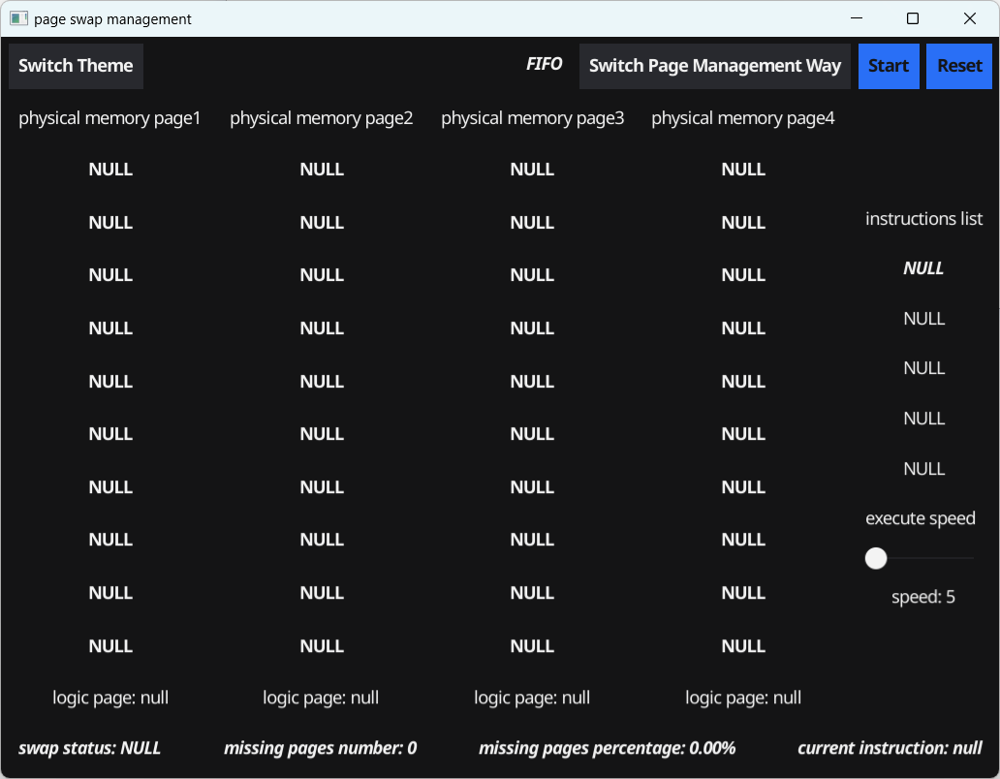 page swap management
Switch Theme FIFO Switch Page Management Way Start Reset
physical memory page1 physical memory page2 physical memory page3 physical memory page4
NULL NULL NULL NULL
NULL NULL NULL NULL
NULL NULL NULL NULL
NULL NULL NULL NULL
NULL NULL NULL NULL
NULL NULL NULL NULL
NULL NULL NULL NULL
NULL NULL NULL NULL
NULL NULL NULL NULL
NULL NULL NULL NULL
logic page: null logic page: null logic page: null logic page: null
instructions list
NULL
NULL
NULL
NULL
NULL
execute speed
speed: 5
swap status: NULL missing pages number: 0 missing pages percentage: 0.00% current instruction: null